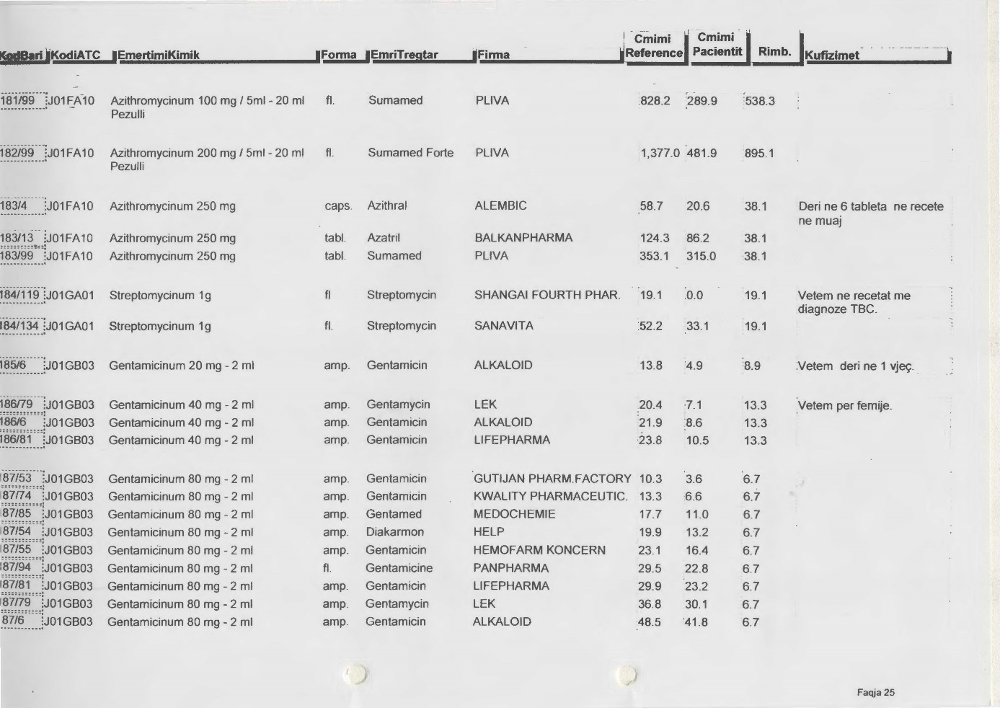 KodBari KodiATC EmertimiKimik Forma EmriTregtar Firma Cmimi Reference Cmimi Pacientit Rimb. Kufizimet
181/99 J01FA10 Azithromycinum 100 mg / 5ml - 20 ml fl. Sumamed PLIVA 828.2 289.9 538.3
Pezulli
182/99 J01FA10 Azithromycinum 200 mg / 5ml - 20 ml fl. Sumamed Forte PLIVA 1,377.0 481.9 895.1
Pezulli
183/4 J01FA10 Azithromycinum 250 mg caps. Azithral ALEMBIC 58.7 20.6 38.1 Deri ne 6 tableta ne recete
ne muaj
183/13 J01FA10 Azithromycinum 250 mg tabl. Azatril BALKANPHARMA 124.3 86.2 38.1
183/99 J01FA10 Azithromycinum 250 mg tabl. Sumamed PLIVA 353.1 315.0 38.1
184/119 J01GA01 Streptomycinum 1g fl Streptomycin SHANGAI FOURTH PHAR. 19.1 0.0 19.1 Vetem ne recetat me
diagnoze TBC.
184/134 J01GA01 Streptomycinum 1g fl. Streptomycin SANAVITA 52.2 33.1 19.1
185/6 J01GB03 Gentamicinum 20 mg - 2 ml amp. Gentamicin ALKALOID 13.8 4.9 8.9 Vetem deri ne 1 vjeç.
186/79 J01GB03 Gentamicinum 40 mg - 2 ml amp. Gentamycin LEK 20.4 7.1 13.3 Vetem per femije.
186/6 J01GB03 Gentamicinum 40 mg - 2 ml amp. Gentamicin ALKALOID 21.9 8.6 13.3
186/81 J01GB03 Gentamicinum 40 mg - 2 ml amp. Gentamicin LIFEPHARMA 23.8 10.5 13.3
187/53 J01GB03 Gentamicinum 80 mg - 2 ml amp. Gentamicin GUTIJAN PHARM.FACTORY 10.3 3.6 6.7
187/74 J01GB03 Gentamicinum 80 mg - 2 ml amp. Gentamicin KWALITY PHARMACEUTIC. 13.3 6.6 6.7
187/85 J01GB03 Gentamicinum 80 mg - 2 ml amp. Gentamed MEDOCHEMIE 17.7 11.0 6.7
187/54 J01GB03 Gentamicinum 80 mg - 2 ml amp. Diakarmon HELP 19.9 13.2 6.7
187/55 J01GB03 Gentamicinum 80 mg - 2 ml amp. Gentamicin HEMOFARM KONCERN 23.1 16.4 6.7
187/94 J01GB03 Gentamicinum 80 mg - 2 ml fl. Gentamicine PANPHARMA 29.5 22.8 6.7
187/81 J01GB03 Gentamicinum 80 mg - 2 ml amp. Gentamicin LIFEPHARMA 29.9 23.2 6.7
187/79 J01GB03 Gentamicinum 80 mg - 2 ml amp. Gentamycin LEK 36.8 30.1 6.7
87/6 J01GB03 Gentamicinum 80 mg - 2 ml amp. Gentamicin ALKALOID 48.5 41.8 6.7
Faqja 25